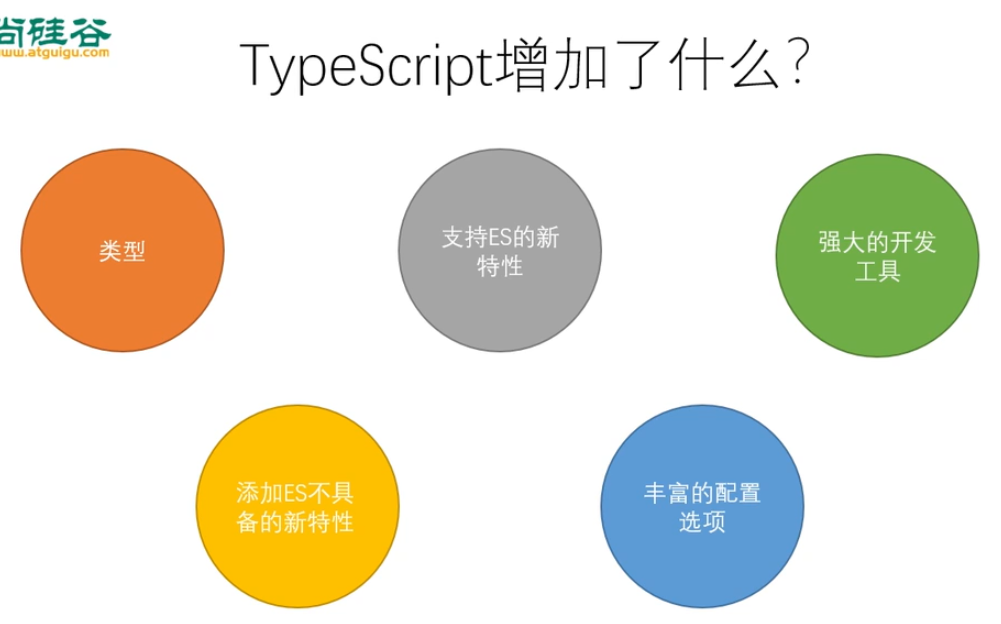 尚硅谷
www.atguigu.com
TypeScript增加了什么？
类型
支持ES的新
特性
强大的开发
工具
添加ES不具
备的新特性
丰富的配置
选项